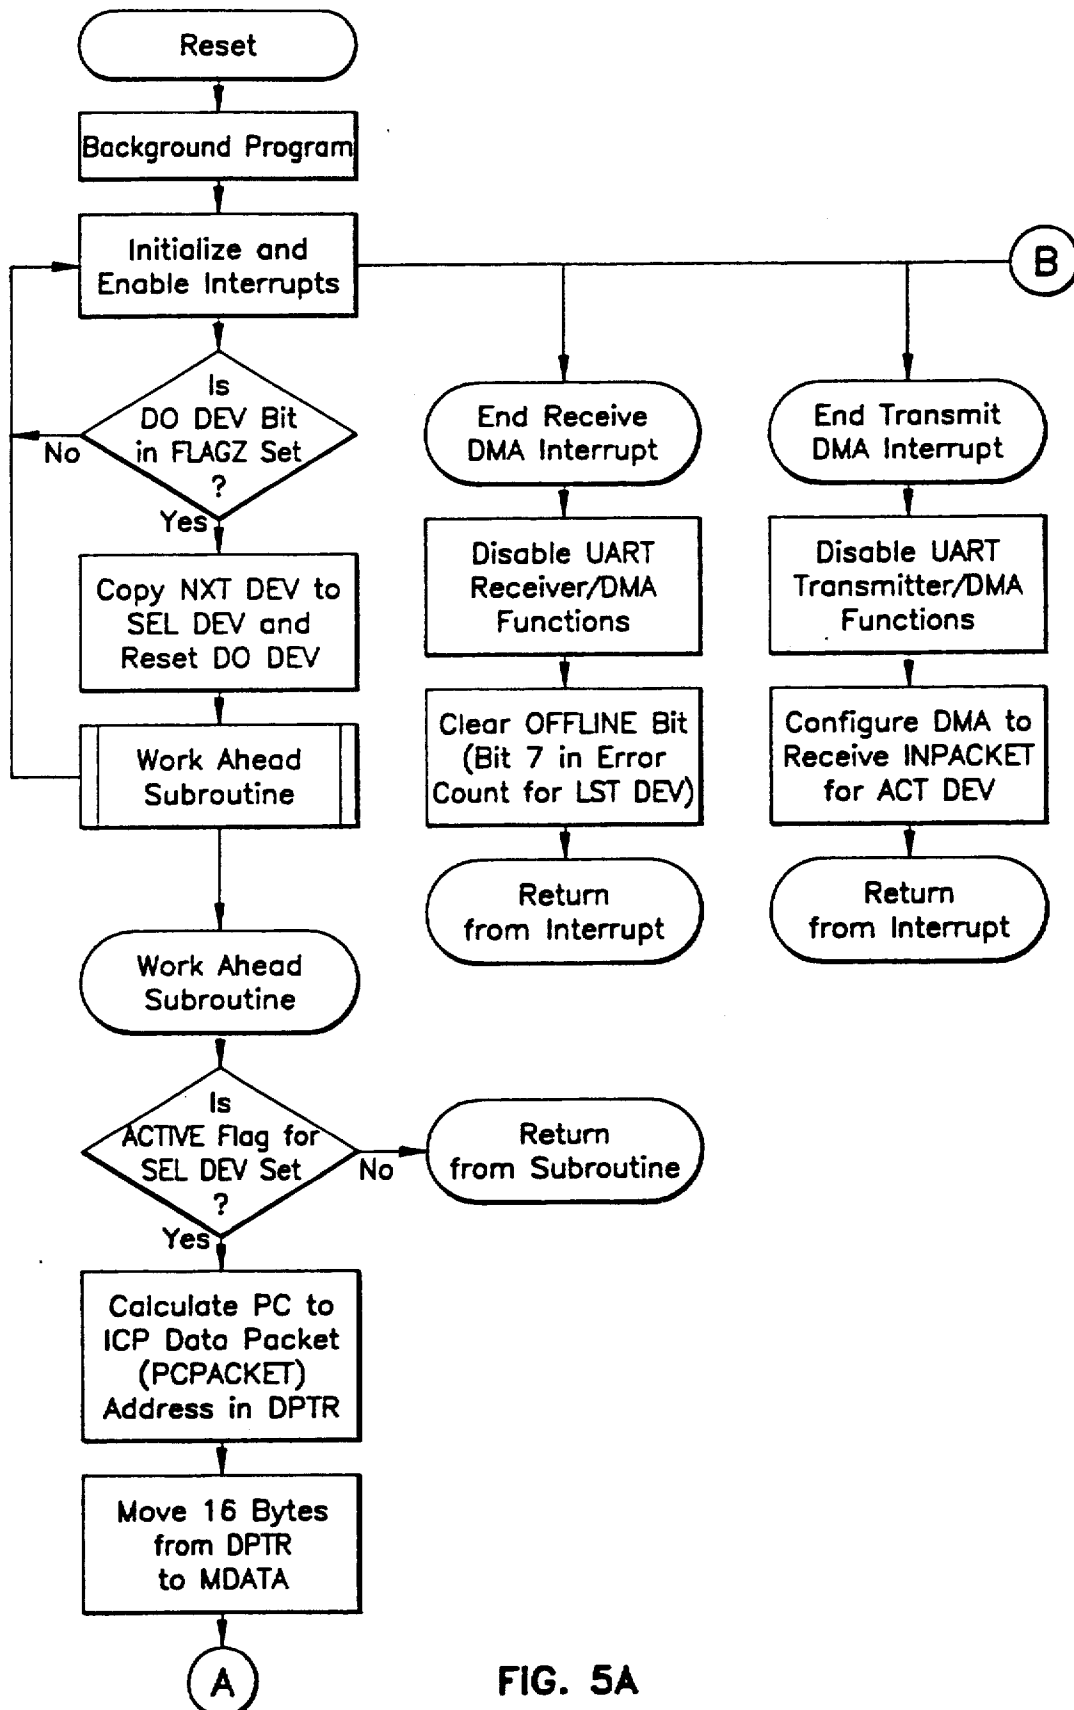 Reset
Background Program
Initialize and
Enable Interrupts
B
Is
DO DEV Bit
in FLAGZ Set
?
No
Yes
Copy NXT DEV to
SEL DEV and
Reset DO DEV
Work Ahead
Subroutine
End Receive
DMA Interrupt
Disable UART
Receiver/DMA
Functions
Clear OFFLINE Bit
(Bit 7 in Error
Count for LST DEV)
Return
from Interrupt
End Transmit
DMA Interrupt
Disable UART
Transmitter/DMA
Functions
Configure DMA to
Receive INPACKET
for ACT DEV
Return
from Interrupt
Work Ahead
Subroutine
Is
ACTIVE Flag for
SEL DEV Set
?
No
Yes
Return
from Subroutine
Calculate PC to
ICP Data Packet
(PCPACKET)
Address in DPTR
Move 16 Bytes
from DPTR
to MDATA
A
FIG. 5A